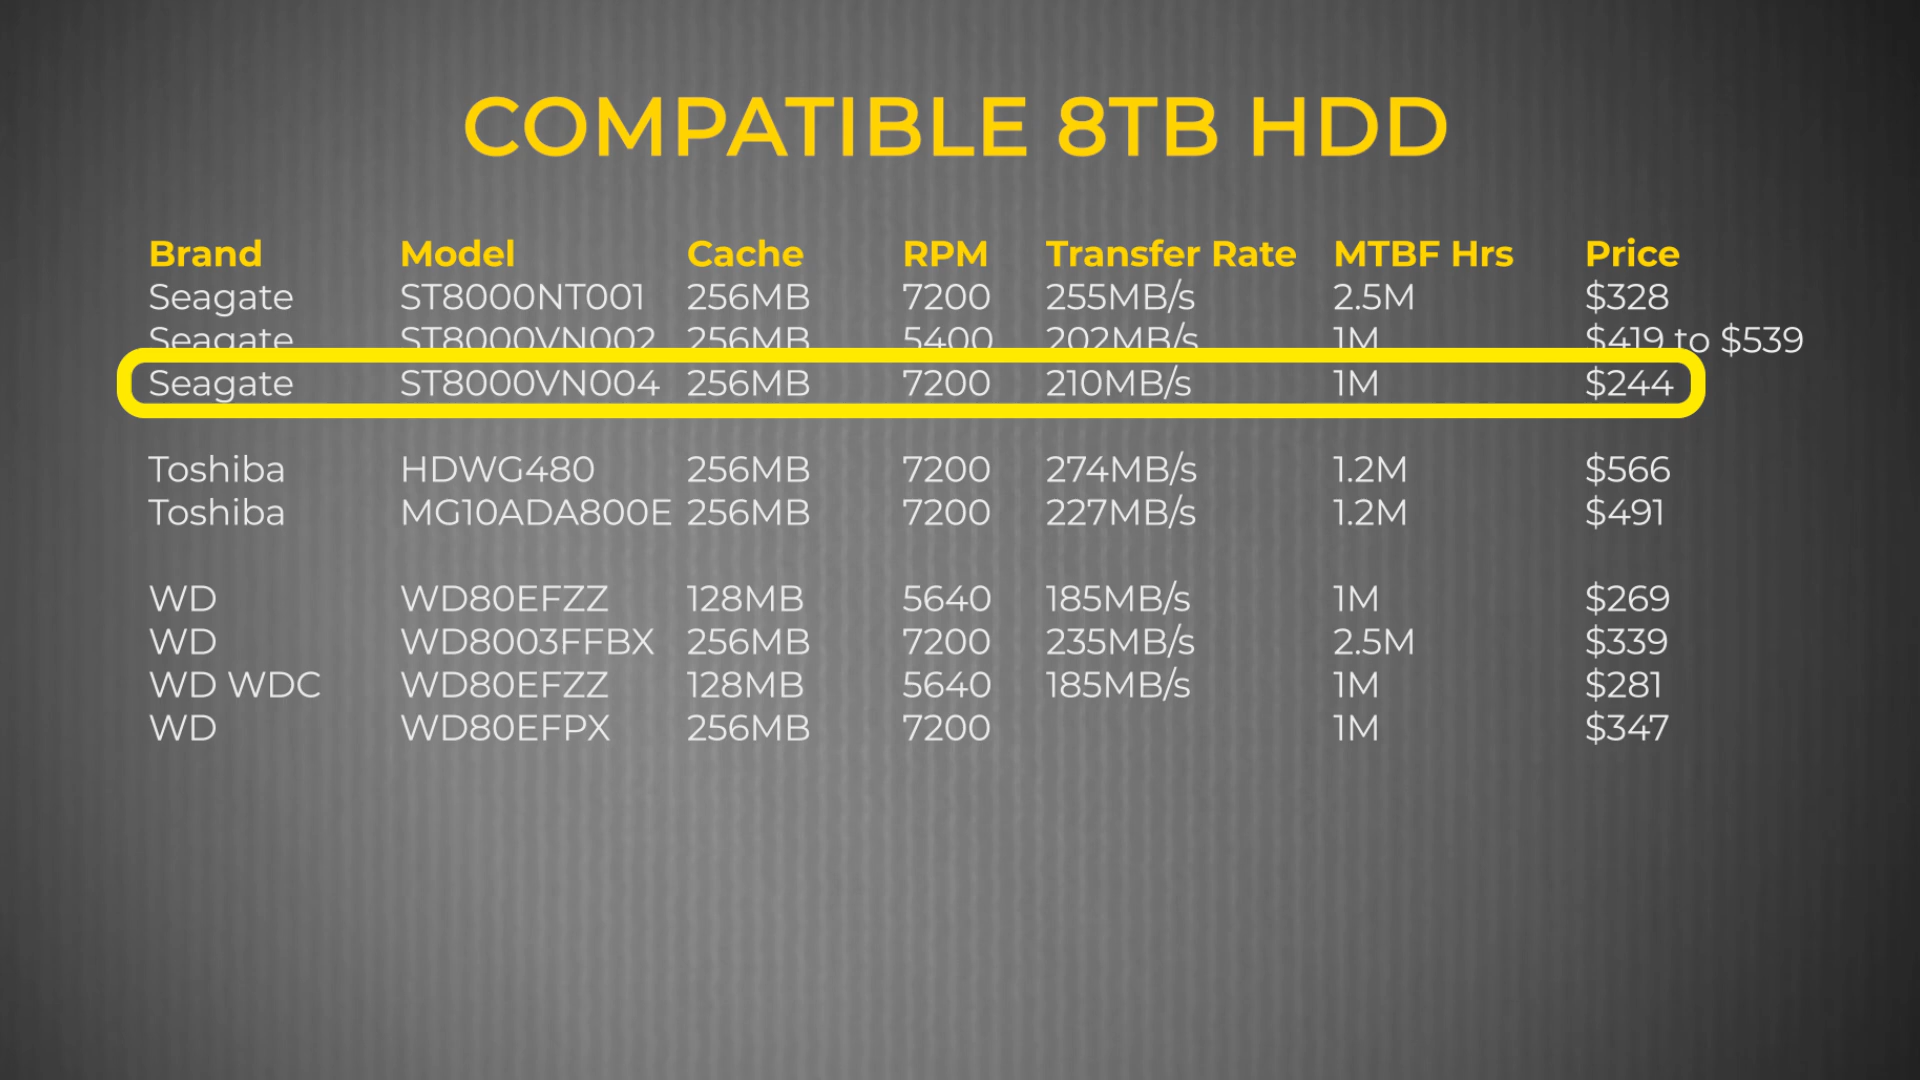 COMPATIBLE 8TB HDD
Brand Model Cache RPM Transfer Rate MTBF Hrs Price
Seagate ST8000NT001 256MB 7200 255MB/s 2.5M $328
Seagate ST8000VN002 256MB 5400 202MB/s 1M $419 to $539
Seagate ST8000VN004 256MB 7200 210MB/s 1M $244
Toshiba HDWG480 256MB 7200 274MB/s 1.2M $566
Toshiba MG10ADA800E 256MB 7200 227MB/s 1.2M $491
WD WD80EFZZ 128MB 5640 185MB/s 1M $269
WD WD8003FFBX 256MB 7200 235MB/s 2.5M $339
WD WDC WD80EFZZ 128MB 5640 185MB/s 1M $281
WD WD80EFPX 256MB 7200 1M $347